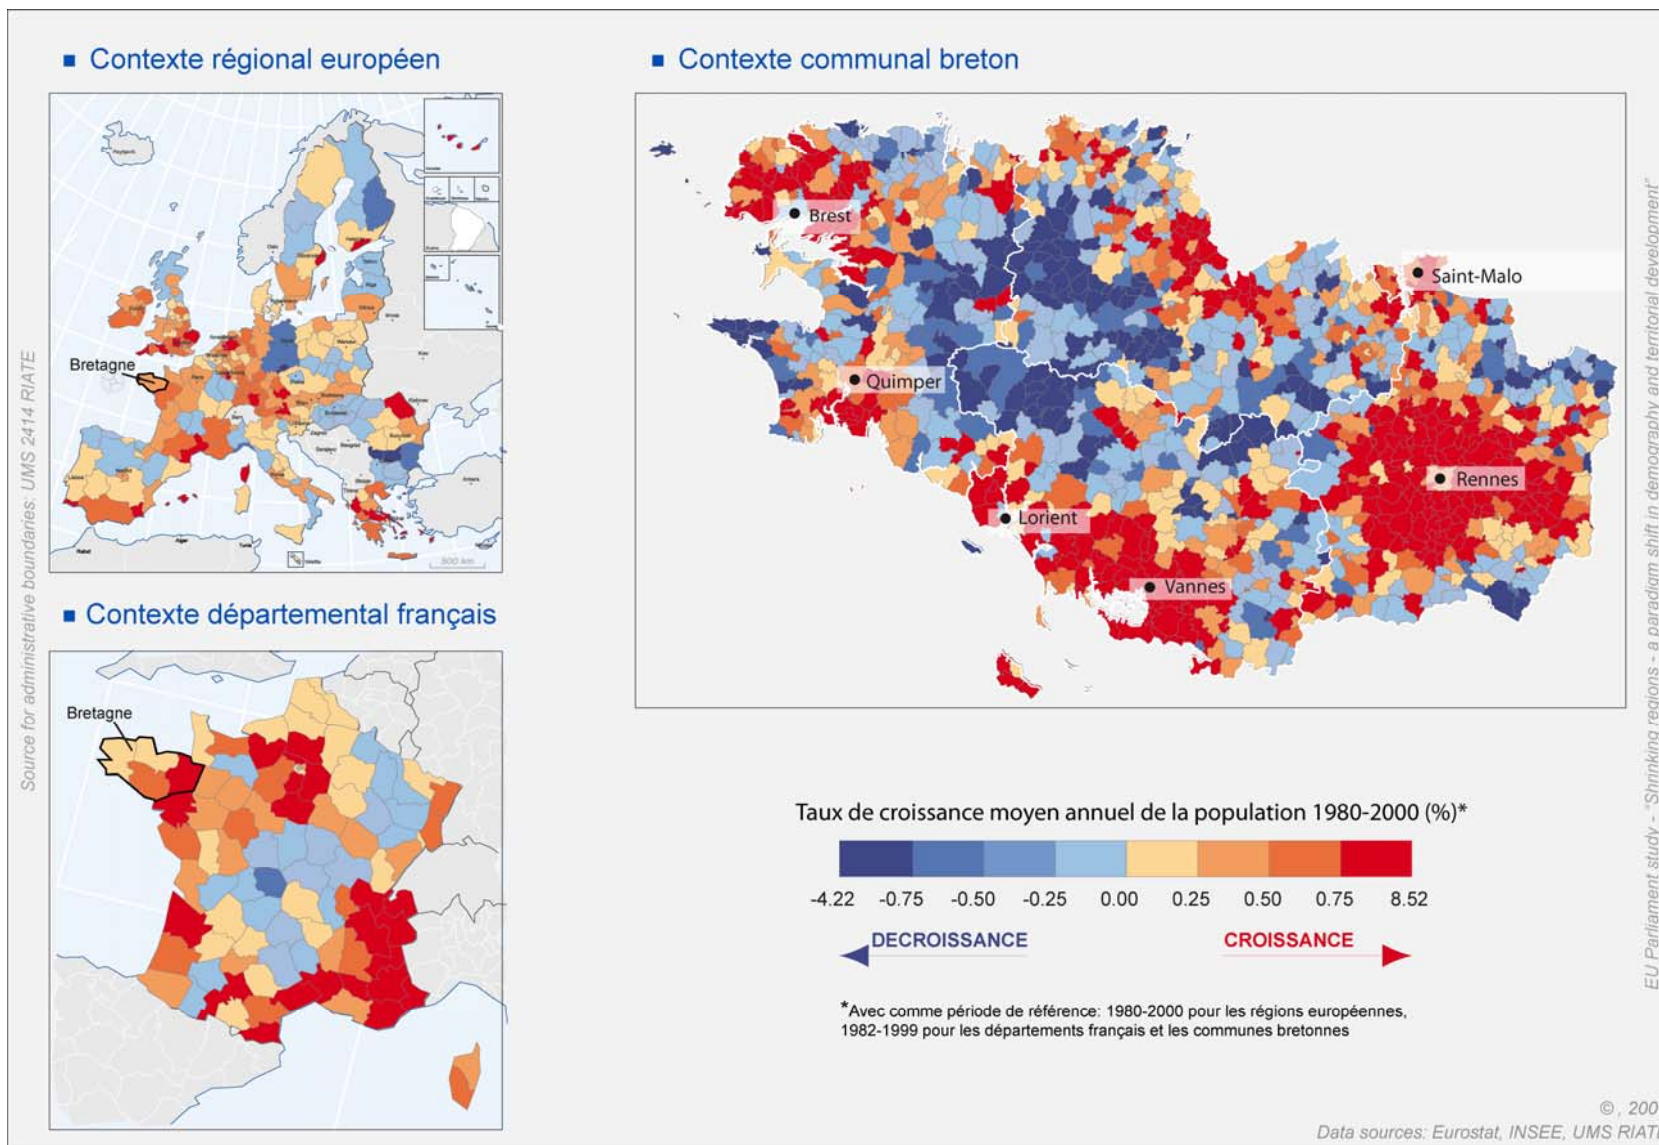 Contexte régional européen
Bretagne
500 km
Contexte départemental français
Bretagne
Contexte communal breton
Brest
Saint-Malo
Quimper
Rennes
Lorient
Vannes
Taux de croissance moyen annuel de la population 1980-2000 (%)*
-4.22 -0.75 -0.50 -0.25 0.00 0.25 0.50 0.75 8.52
DECROISSANCE CROISSANCE
*Avec comme période de référence: 1980-2000 pour les régions européennes,
1982-1999 pour les départements français et les communes bretonnes
Source for administrative boundaries: UMS 2414 RIATE
EU Parliament study - "Shrinking regions - a paradigm shift in demography and territorial development"
© , 200
Data sources: Eurostat, INSEE, UMS RIATE